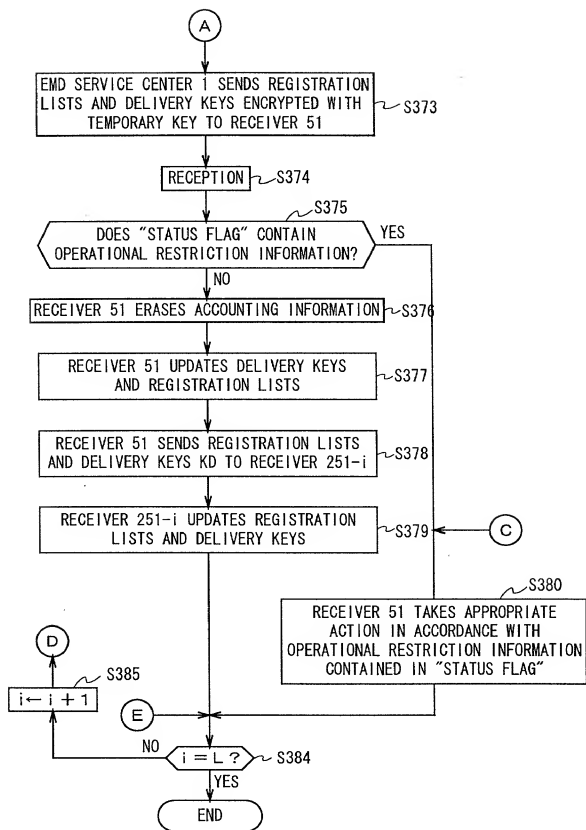 A
EMD SERVICE CENTER 1 SENDS REGISTRATION
LISTS AND DELIVERY KEYS ENCRYPTED WITH
TEMPORARY KEY TO RECEIVER 51
S373
RECEPTION
S374
S375
DOES "STATUS FLAG" CONTAIN
OPERATIONAL RESTRICTION INFORMATION?
YES
NO
RECEIVER 51 ERASES ACCOUNTING INFORMATION
S376
RECEIVER 51 UPDATES DELIVERY KEYS
AND REGISTRATION LISTS
S377
RECEIVER 51 SENDS REGISTRATION LISTS
AND DELIVERY KEYS KD TO RECEIVER 251-i
S378
RECEIVER 251-i UPDATES REGISTRATION
LISTS AND DELIVERY KEYS
S379
C
S380
RECEIVER 51 TAKES APPROPRIATE
ACTION IN ACCORDANCE WITH
OPERATIONAL RESTRICTION INFORMATION
CONTAINED IN "STATUS FLAG"
D
S385
i ← i + 1
E
NO
i = L ?
S384
YES
END